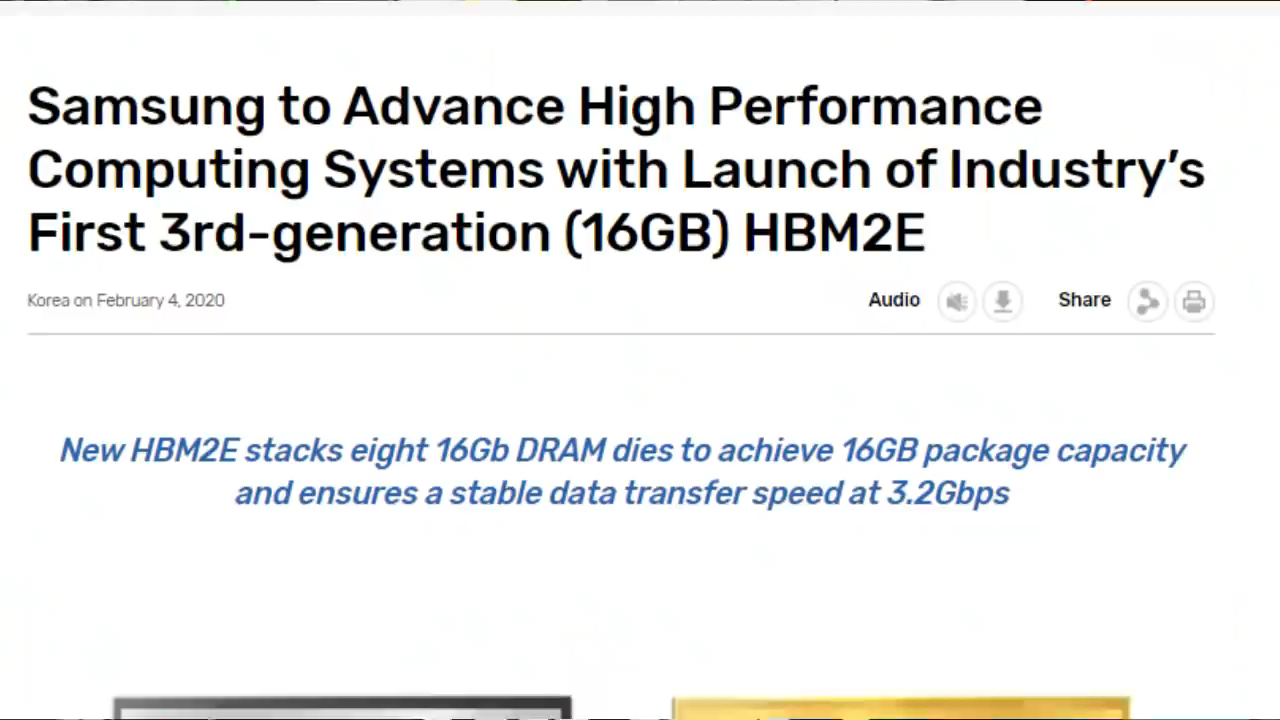 Samsung to Advance High Performance
Computing Systems with Launch of Industry’s
First 3rd-generation (16GB) HBM2E
Korea on February 4, 2020
Audio
Share
New HBM2E stacks eight 16Gb DRAM dies to achieve 16GB package capacity
and ensures a stable data transfer speed at 3.2Gbps